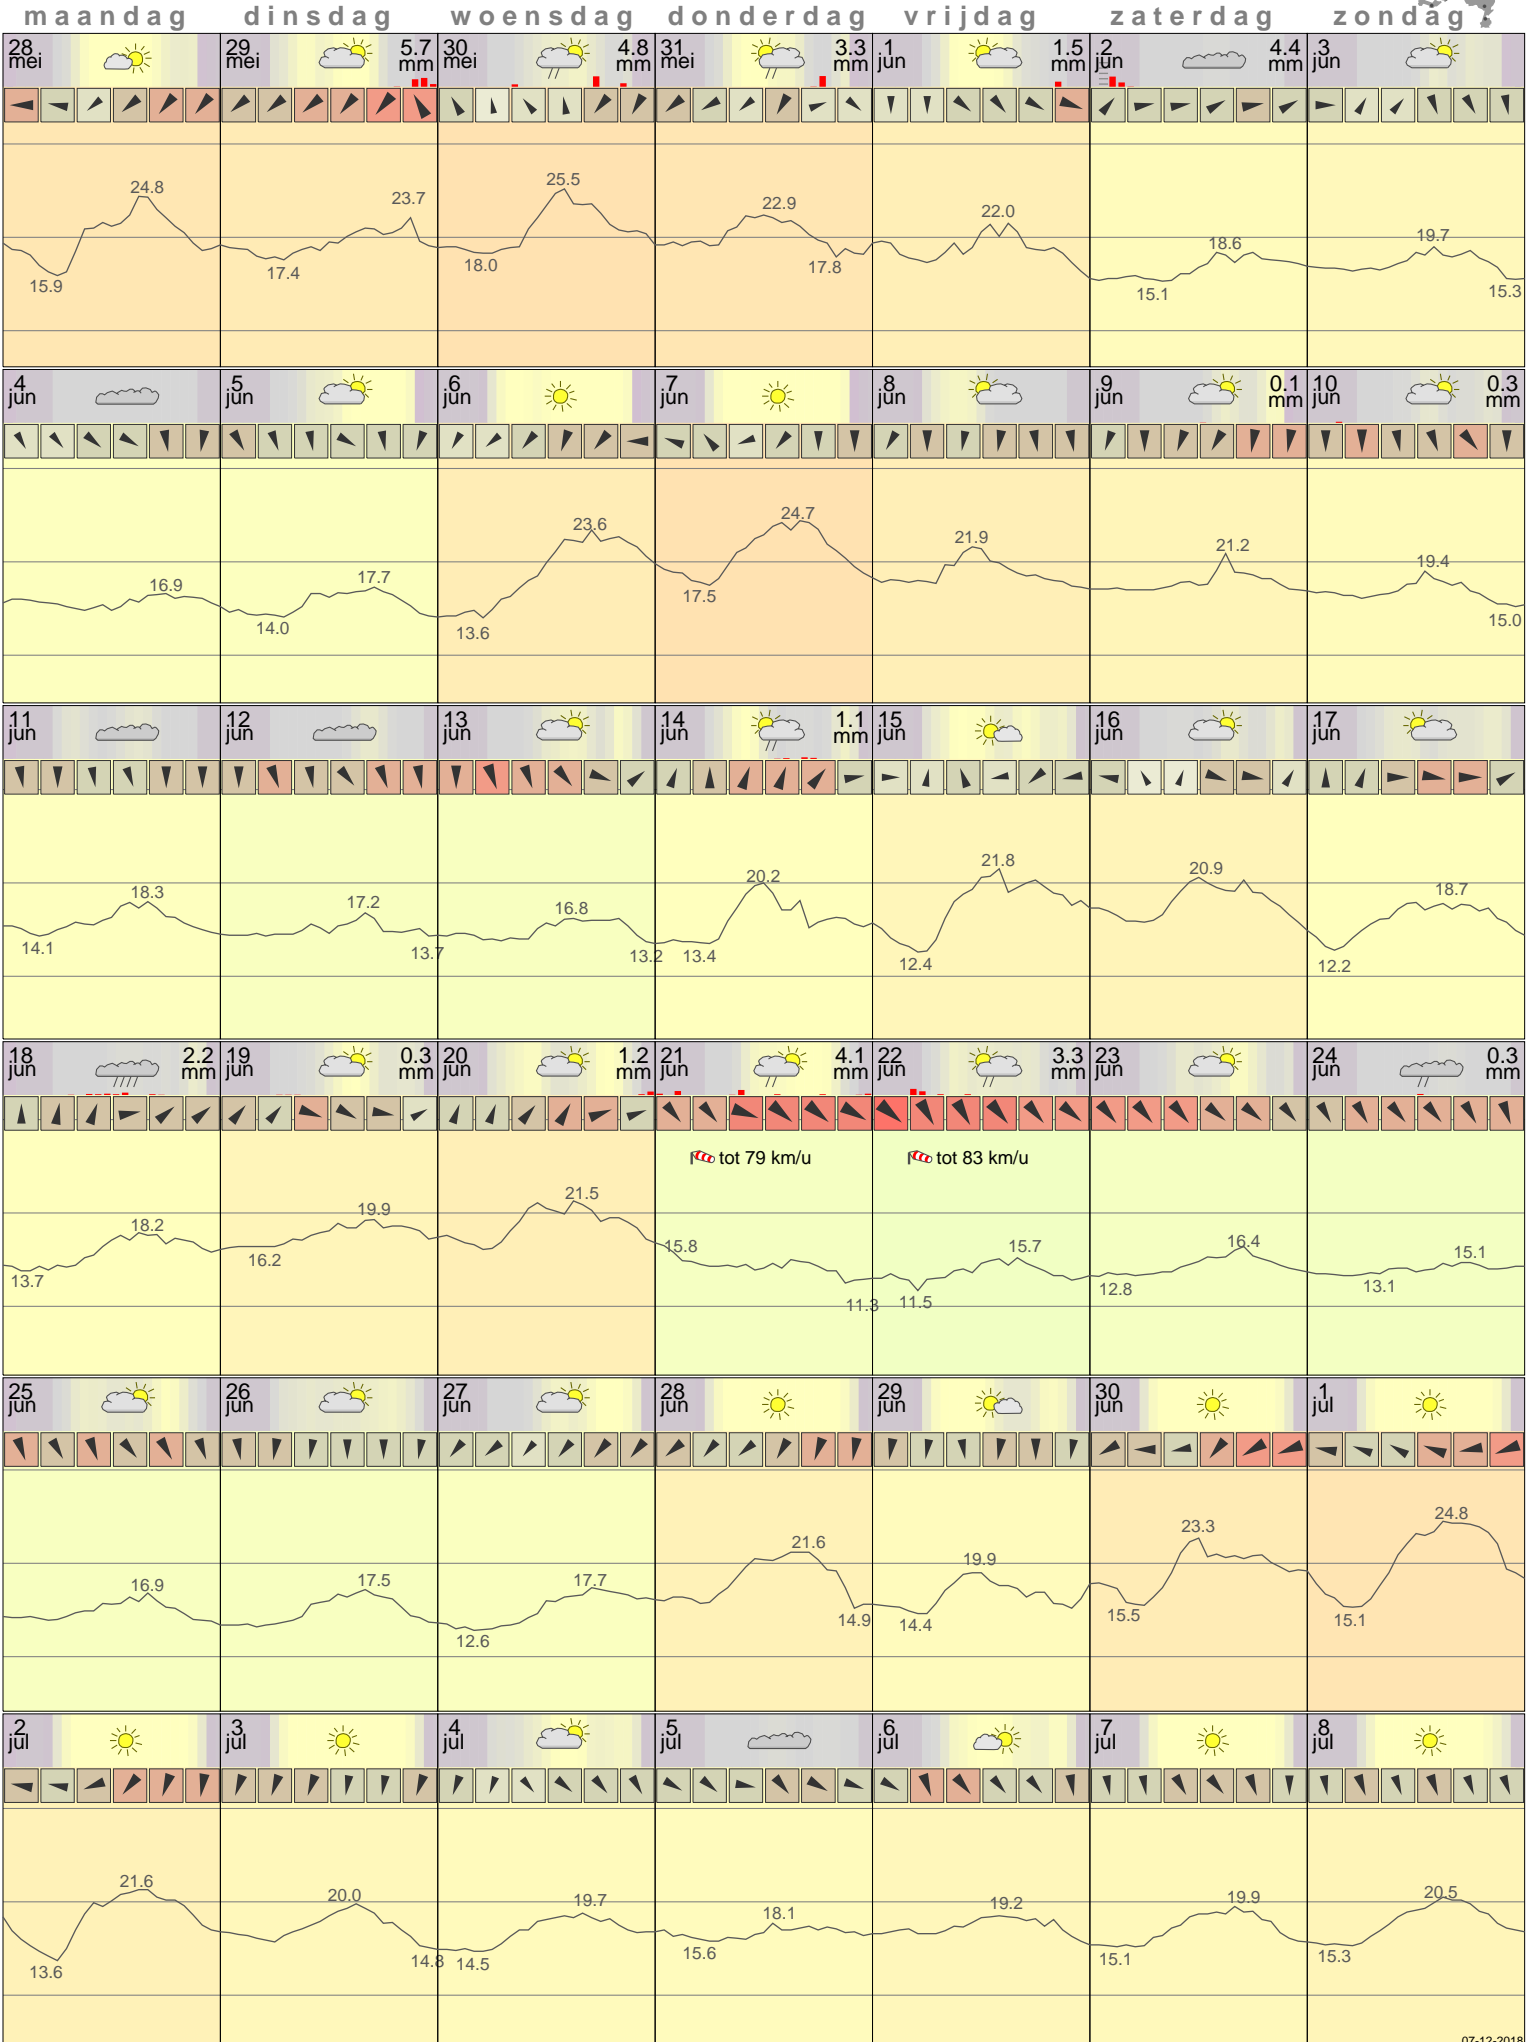 maandag dinsdag woensdag donderdag vrijdag zaterdag zondag
28 29 5.7 30 4.8 31 3.3 1 1.5 2 4.4 3
mei mei mm mei mm mei mm jun mm jun mm jun
24.8 23.7 25.5 22.9 22.0 18.6 19.7
15.9 17.4 18.0 17.8 15.1 15.3
4 5 6 7 8 9 0.1 10 0.3
jun jun jun jun jun jun mm jun mm
16.9 17.7 23.6 24.7 21.9 21.2 19.4
14.0 13.6 17.5 15.0
11 12 13 14 1.1 15 16 17
jun jun jun jun mm jun jun jun
18.3 17.2 16.8 20.2 21.8 20.9 18.7
14.1 13.7 13.2 13.4 12.4 12.2
18 2.2 19 0.3 20 1.2 21 4.1 22 3.3 23 24 0.3
jun mm jun mm jun mm jun mm jun mm jun jun mm
tot 79 km/u tot 83 km/u
18.2 19.9 21.5 15.8 15.7 16.4 15.1
13.7 16.2 11.3 11.5 12.8 13.1
25 26 27 28 29 30 1
jun jun jun jun jun jun jul
16.9 17.5 17.7 21.6 19.9 23.3 24.8
12.6 14.9 14.4 15.5 15.1
2 3 4 5 6 7 8
jul jul jul jul jul jul jul
21.6 20.0 19.7 18.1 19.2 19.9 20.5
13.6 14.8 14.5 15.6 15.1 15.3
07-12-2018